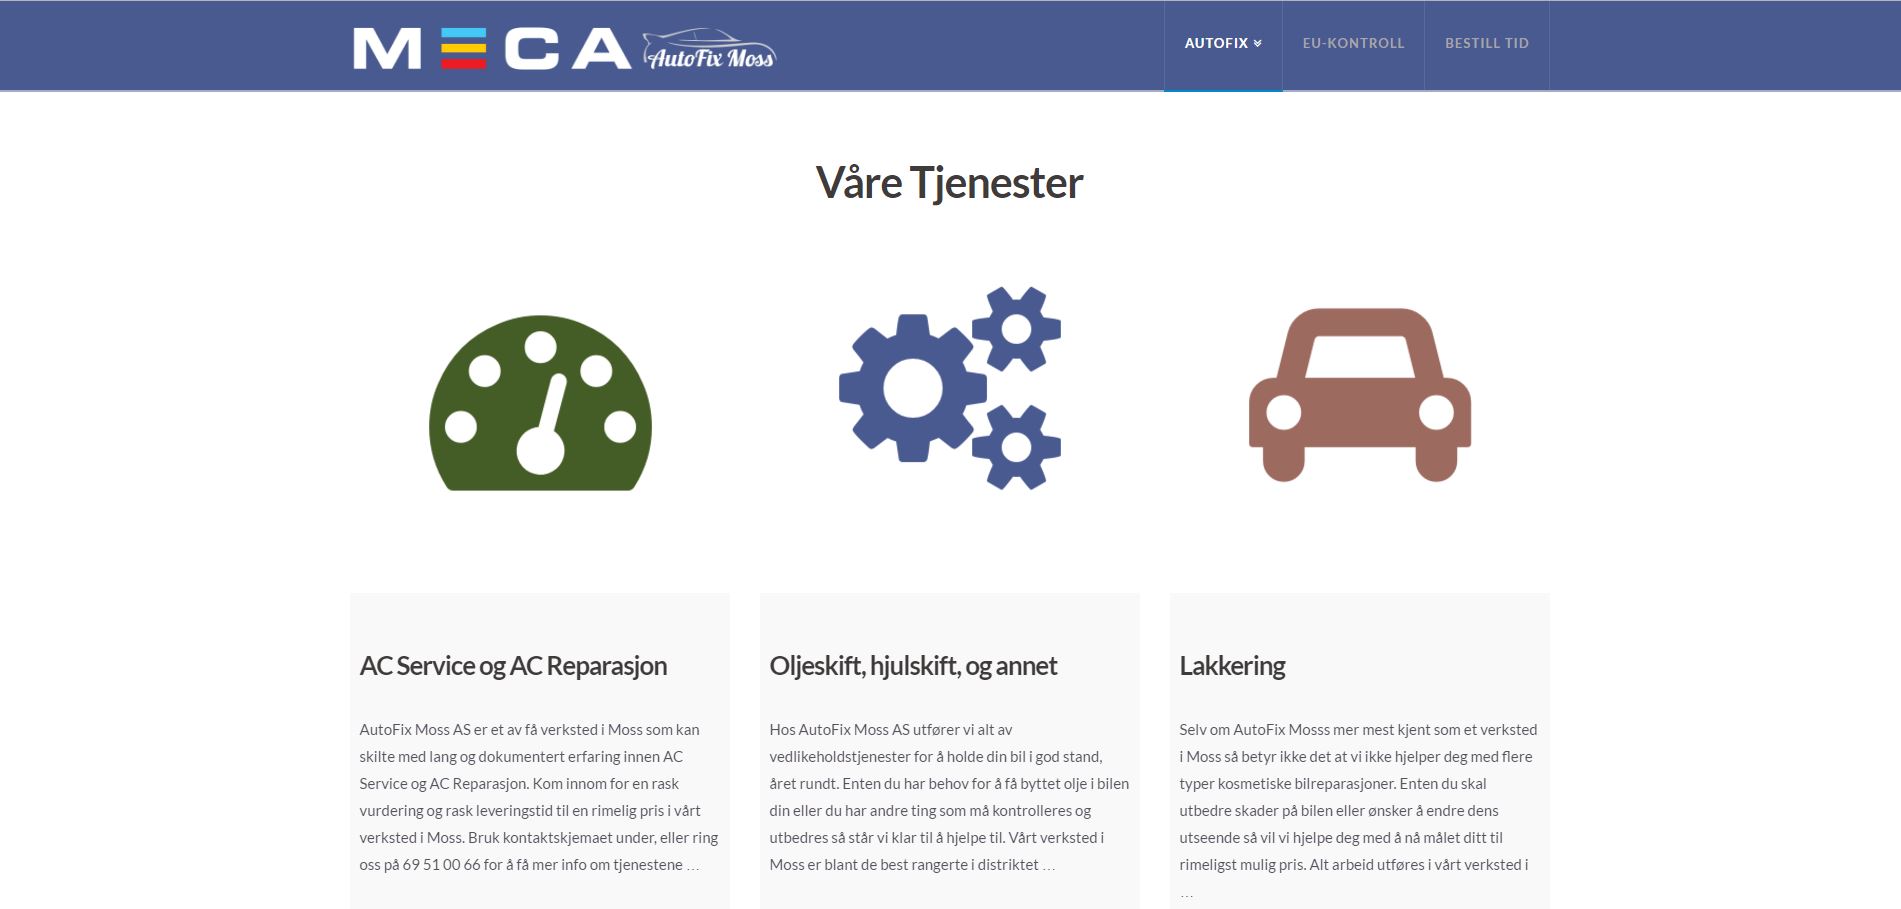 MECA AutoFix Moss
AUTOFIX
EU-KONTROLL
BESTILL TID
Våre Tjenester
AC Service og AC Reparasjon
AutoFix Moss AS er et av få verksted i Moss som kan
skilte med lang og dokumentert erfaring innen AC
Service og AC Reparasjon. Kom innom for en rask
vurdering og rask leveringstid til en rimelig pris i vårt
verksted i Moss. Bruk kontaktskjemaet under, eller ring
oss på 69 51 00 66 for å få mer info om tjenestene …
Oljeskift, hjulskift, og annet
Hos AutoFix Moss AS utfører vi alt av
vedlikeholdstjenester for å holde din bil i god stand,
året rundt. Enten du har behov for å få byttet olje i bilen
din eller du har andre ting som må kontrolleres og
utbedres så står vi klar til å hjelpe til. Vårt verksted i
Moss er blant de best rangerte i distriktet …
Lakkering
Selv om AutoFix Mosss mer mest kjent som et verksted
i Moss så betyr ikke det at vi ikke hjelper deg med flere
typer kosmetiske bilreparasjoner. Enten du skal
utbedre skader på bilen eller ønsker å endre dens
utseende så vil vi hjelpe deg med å nå målet ditt til
rimeligst mulig pris. Alt arbeid utføres i vårt verksted i
…